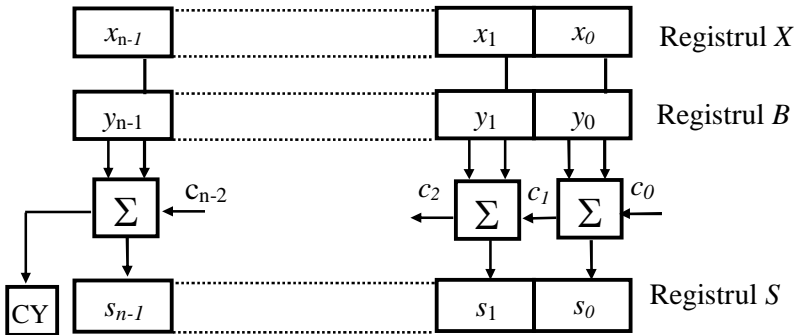 xn-1 x1 x0 Registrul X
yn-1 y1 y0 Registrul B
Σ cn-2 c2 Σ c1 Σ c0
CY sn-1 s1 s0 Registrul S